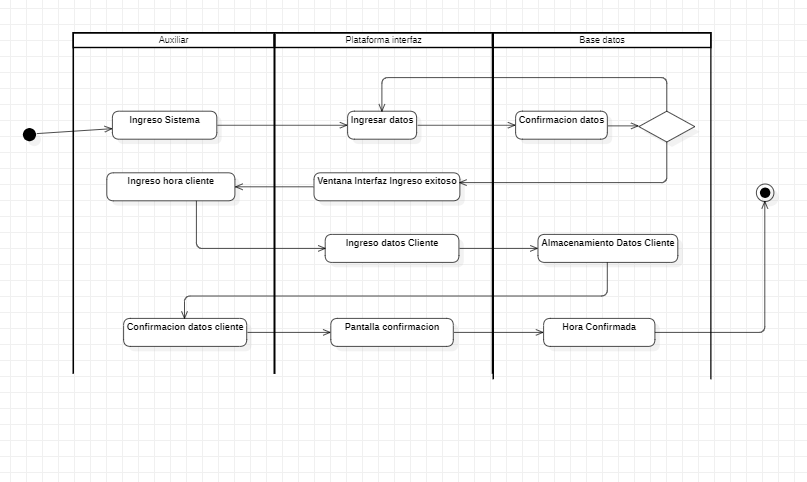 Auxiliar
Plataforma interfaz
Base datos
Ingreso Sistema
Ingresar datos
Confirmacion datos
Ingreso hora cliente
Ventana Interfaz Ingreso exitoso
Ingreso datos Cliente
Almacenamiento Datos Cliente
Confirmacion datos cliente
Pantalla confirmacion
Hora Confirmada